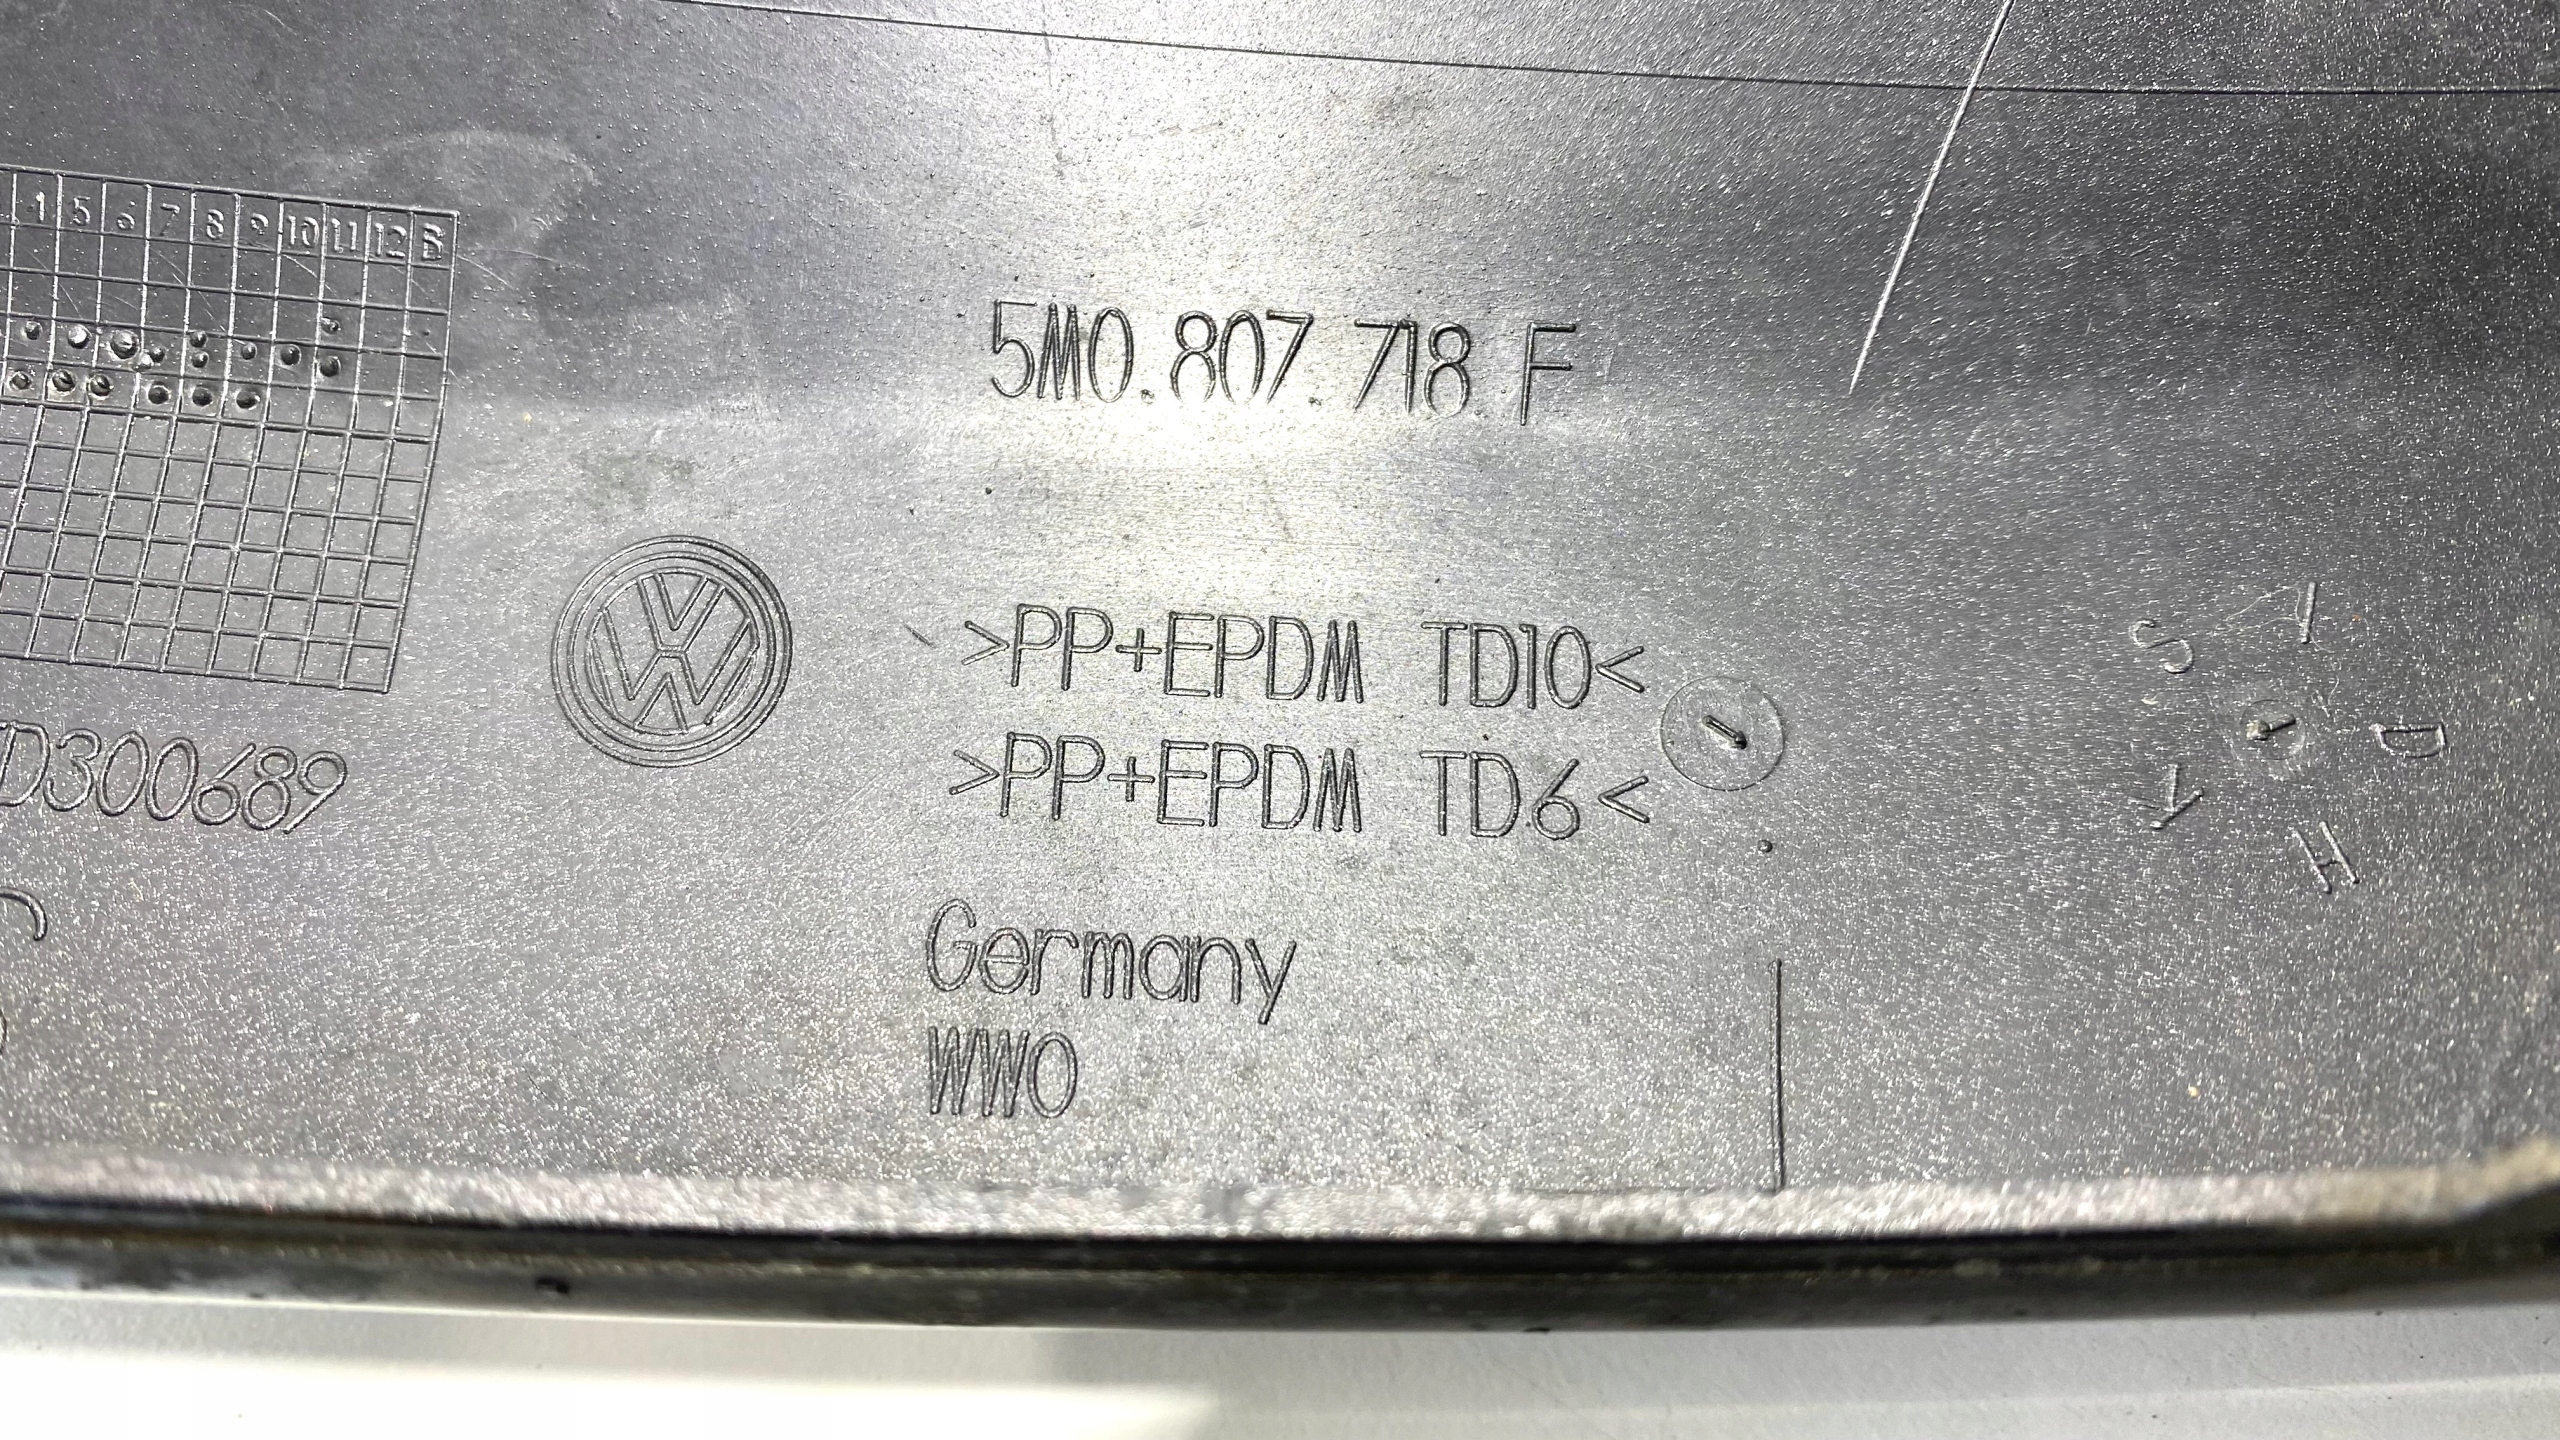 4 5 6 7 8 9 10 11 12 B
5M0.807.718 F
>PP+EPDM TD10<
>PP+EPDM TD6<
D300689
Germany
WWO
S
D
H